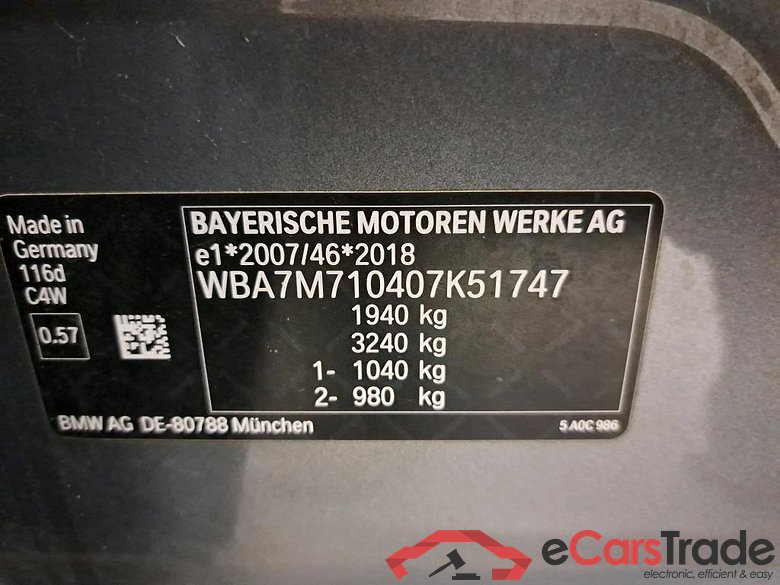 Made in
Germany
116d
C4W
0.57
BAYERISCHE MOTOREN WERKE AG
e1*2007/46*2018
WBA7M710407K51747
1940 kg
3240 kg
1- 1040 kg
2- 980 kg
BMW AG DE-80788 München
5 A0C 986
eCarsTrade
electronic, efficient & easy